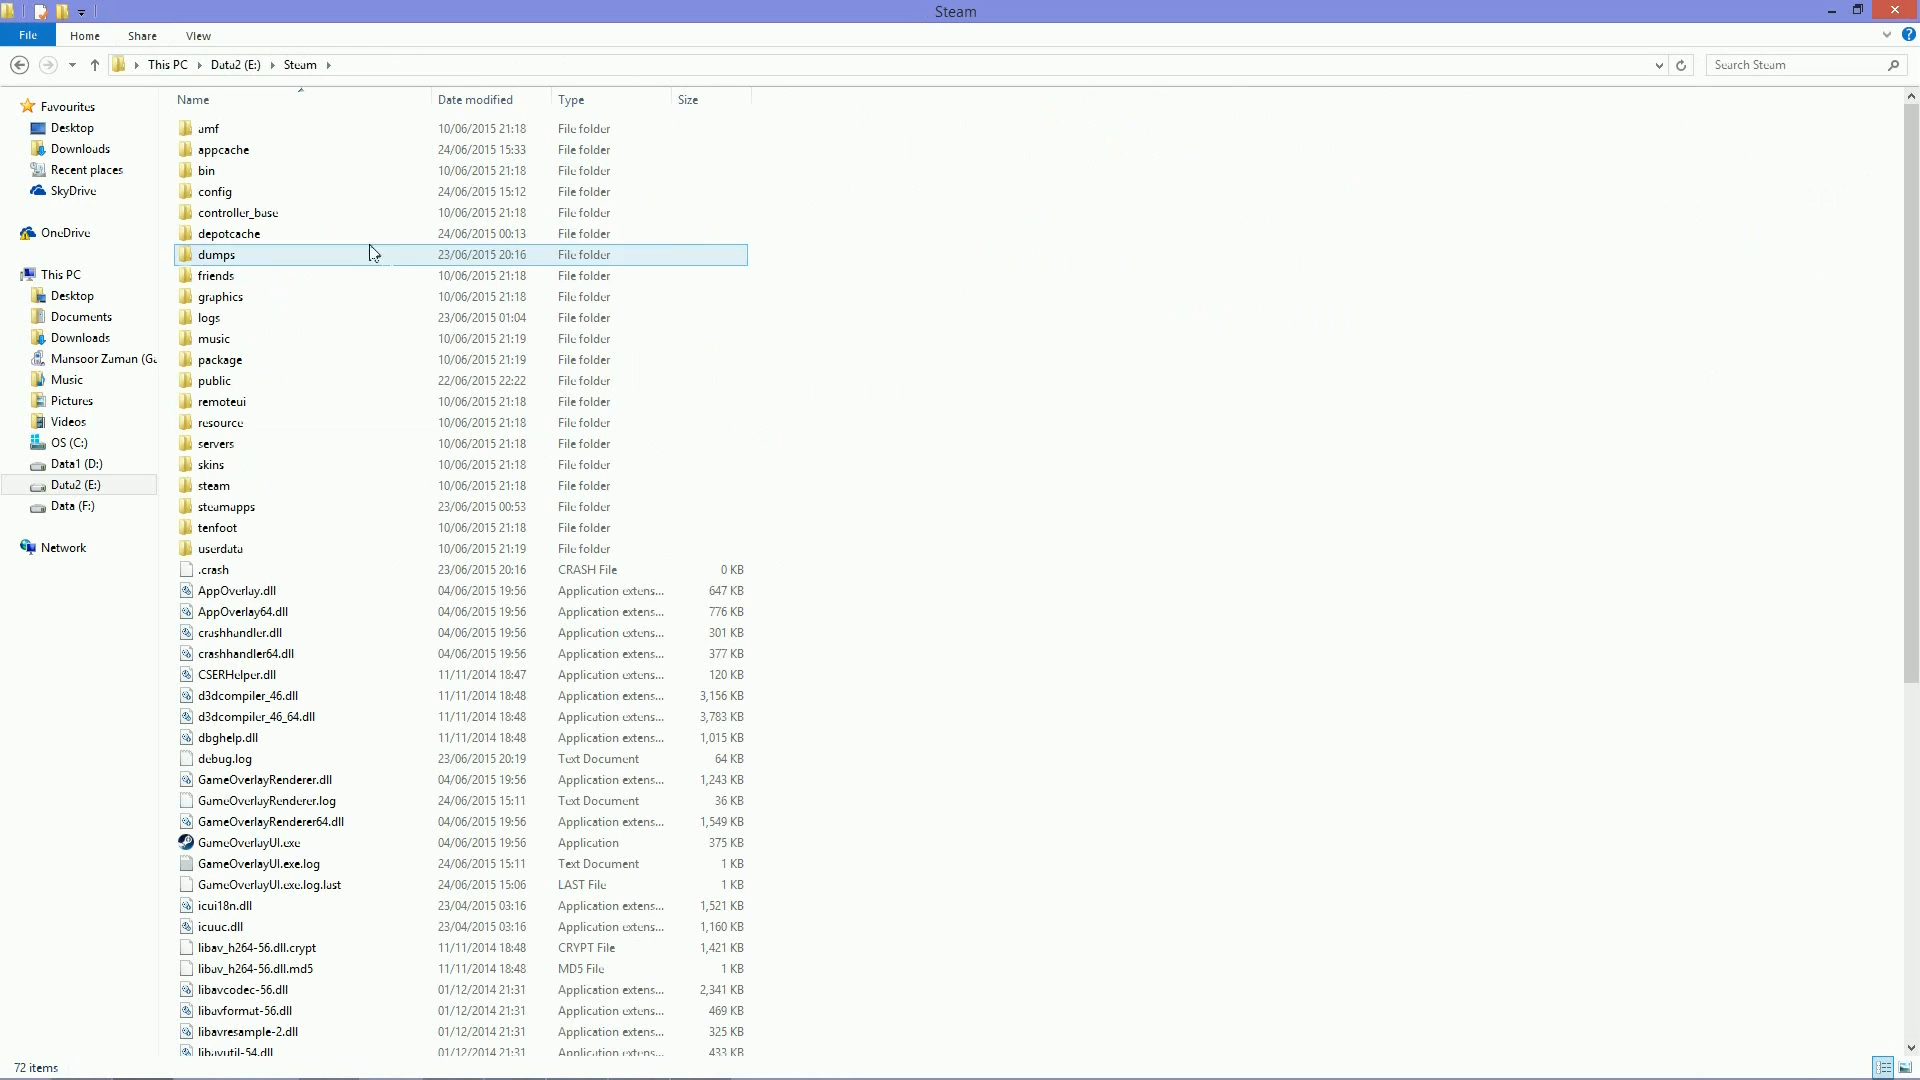 Steam
File Home Share View
This PC Data2 (E:) Steam Search Steam
Name Date modified Type Size
Favourites
Desktop
Downloads
Recent places
SkyDrive
OneDrive
This PC
Desktop
Documents
Downloads
Mansoor Zaman (Ga
Music
Pictures
Videos
OS (C:)
Data1 (D:)
Data2 (E:)
Data (F:)
Network
amf 10/06/2015 21:18 File folder
appcache 24/06/2015 15:33 File folder
bin 10/06/2015 21:18 File folder
config 24/06/2015 15:12 File folder
controller_base 10/06/2015 21:18 File folder
depotcache 24/06/2015 00:13 File folder
dumps 23/06/2015 20:16 File folder
friends 10/06/2015 21:18 File folder
graphics 10/06/2015 21:18 File folder
logs 23/06/2015 01:04 File folder
music 10/06/2015 21:19 File folder
package 10/06/2015 21:19 File folder
public 22/06/2015 22:22 File folder
remoteui 10/06/2015 21:18 File folder
resource 10/06/2015 21:18 File folder
servers 10/06/2015 21:18 File folder
skins 10/06/2015 21:18 File folder
steam 10/06/2015 21:18 File folder
steamapps 23/06/2015 00:53 File folder
tenfoot 10/06/2015 21:18 File folder
userdata 10/06/2015 21:19 File folder
.crash 23/06/2015 20:16 CRASH File 0 KB
AppOverlay.dll 04/06/2015 19:56 Application extens... 647 KB
AppOverlay64.dll 04/06/2015 19:56 Application extens... 776 KB
crashhandler.dll 04/06/2015 19:56 Application extens... 301 KB
crashhandler64.dll 04/06/2015 19:56 Application extens... 377 KB
CSERHelper.dll 11/11/2014 18:47 Application extens... 120 KB
d3dcompiler_46.dll 11/11/2014 18:48 Application extens... 3,156 KB
d3dcompiler_46_64.dll 11/11/2014 18:48 Application extens... 3,783 KB
dbghelp.dll 11/11/2014 18:48 Application extens... 1,015 KB
debug.log 23/06/2015 20:19 Text Document 64 KB
GameOverlayRenderer.dll 04/06/2015 19:56 Application extens... 1,243 KB
GameOverlayRenderer.log 24/06/2015 15:11 Text Document 36 KB
GameOverlayRenderer64.dll 04/06/2015 19:56 Application extens... 1,549 KB
GameOverlayUI.exe 04/06/2015 19:56 Application 375 KB
GameOverlayUI.exe.log 24/06/2015 15:11 Text Document 1 KB
GameOverlayUI.exe.log.last 24/06/2015 15:06 LAST File 1 KB
icui18n.dll 23/04/2015 03:16 Application extens... 1,521 KB
icuuc.dll 23/04/2015 03:16 Application extens... 1,160 KB
libav_h264-56.dll.crypt 11/11/2014 18:48 CRYPT File 1,421 KB
libav_h264-56.dll.md5 11/11/2014 18:48 MD5 File 1 KB
libavcodec-56.dll 01/12/2014 21:31 Application extens... 2,341 KB
libavformat-56.dll 01/12/2014 21:31 Application extens... 469 KB
libavresample-2.dll 01/12/2014 21:31 Application extens... 325 KB
libavutil-54.dll 01/12/2014 21:31 Application extens... 433 KB
72 items